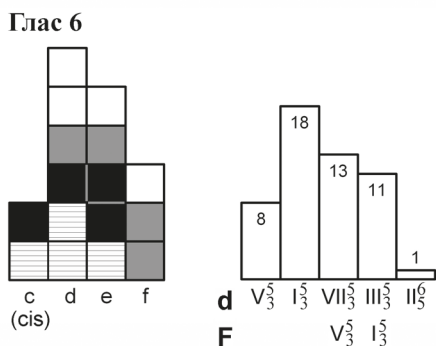 Глас 6
18
13
11
8
1
c d e f
(cis)
d V⁵₃ I⁵₃ VII⁵₃ III⁵₃ II⁶₅
F V⁵₃ I⁵₃